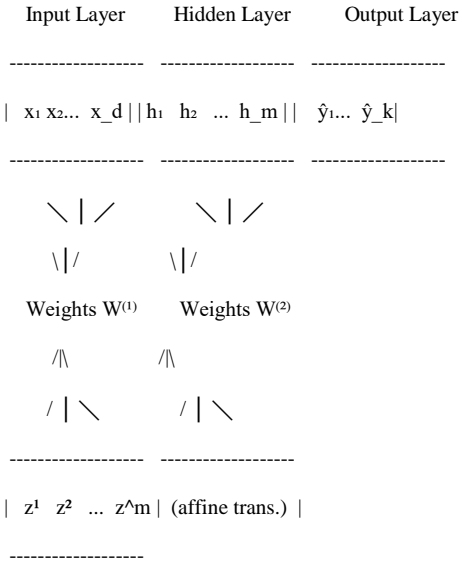 Input Layer Hidden Layer Output Layer
------------------- ------------------- -------------------
| x₁ x₂... x_d | | h₁ h₂ ... h_m | | ŷ₁... ŷ_k|
------------------- ------------------- -------------------
╲ | ╱ ╲ | ╱
\ | / \ | /
Weights W⁽¹⁾ Weights W⁽²⁾
/|\ /|\
/ | ╲ / | ╲
------------------- -------------------
| z¹ z² ... z^m | (affine trans.) |
-------------------